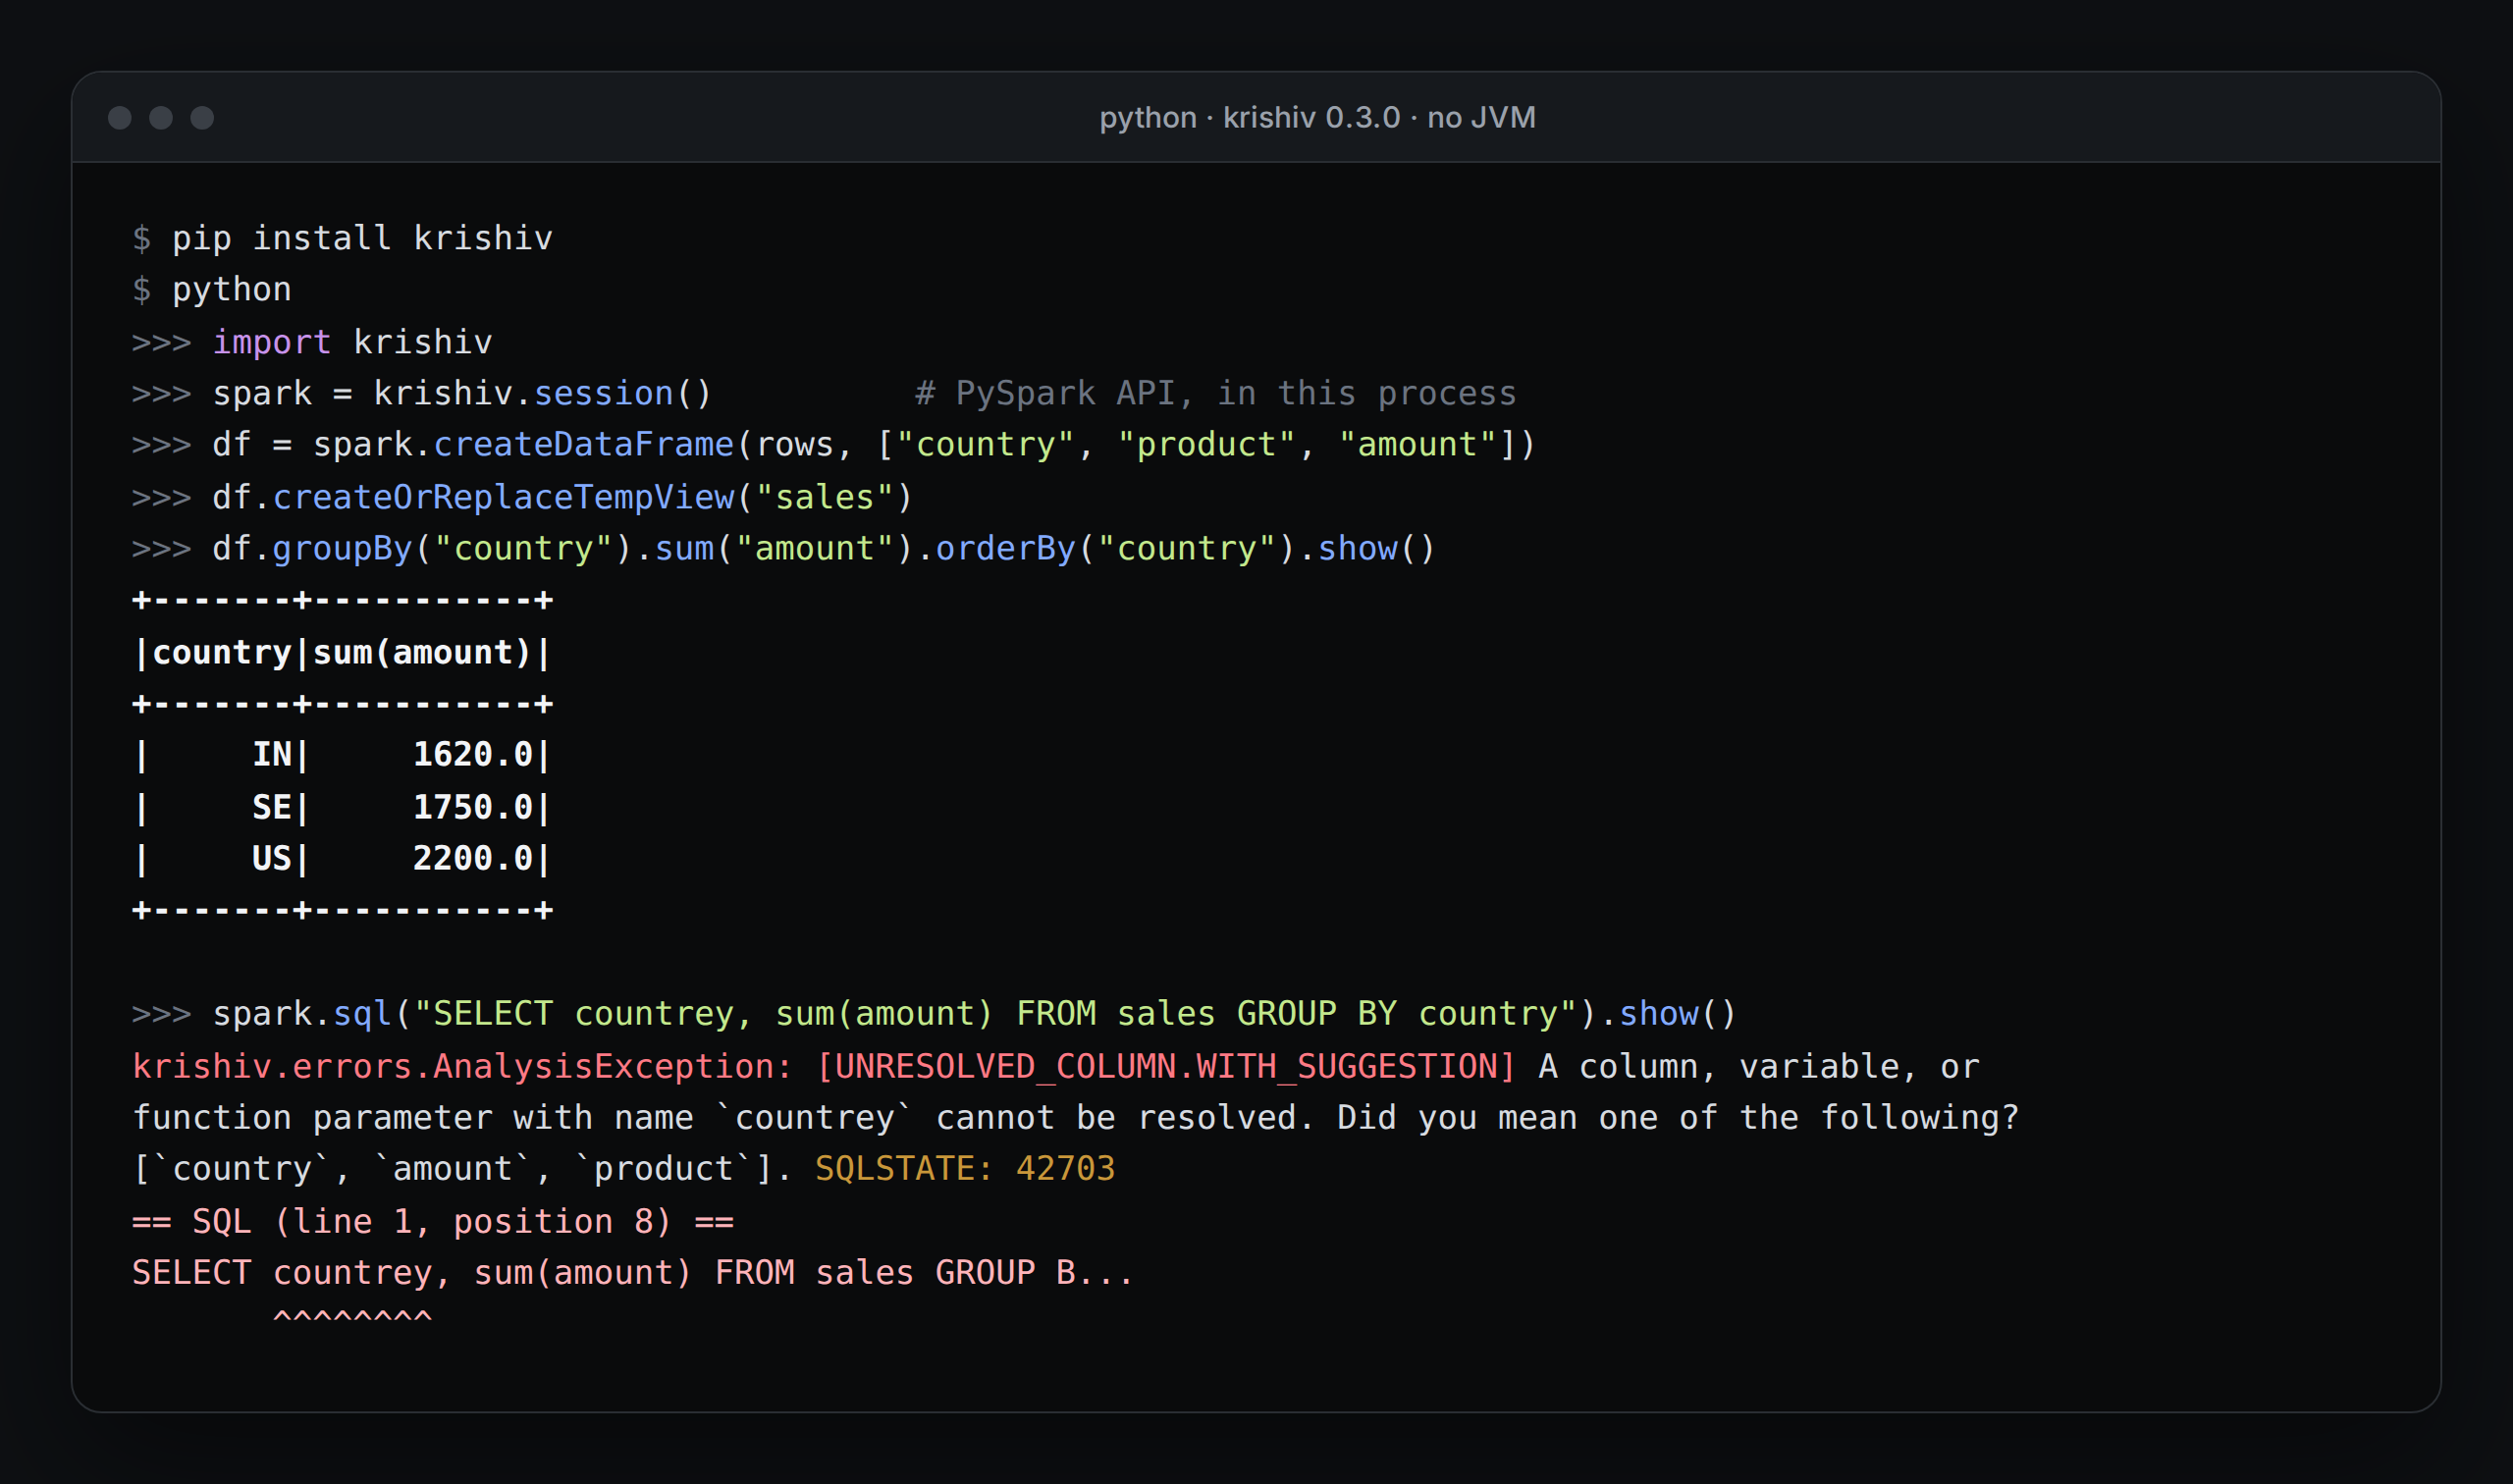 python · krishiv 0.3.0 · no JVM
$ pip install krishiv
$ python
>>> import krishiv
>>> spark = krishiv.session()          # PySpark API, in this process
>>> df = spark.createDataFrame(rows, ["country", "product", "amount"])
>>> df.createOrReplaceTempView("sales")
>>> df.groupBy("country").sum("amount").orderBy("country").show()
+-------+-----------+
|country|sum(amount)|
+-------+-----------+
|     IN|     1620.0|
|     SE|     1750.0|
|     US|     2200.0|
+-------+-----------+
>>> spark.sql("SELECT countrey, sum(amount) FROM sales GROUP BY country").show()
krishiv.errors.AnalysisException: [UNRESOLVED_COLUMN.WITH_SUGGESTION] A column, variable, or
function parameter with name `countrey` cannot be resolved. Did you mean one of the following?
[`country`, `amount`, `product`]. SQLSTATE: 42703
== SQL (line 1, position 8) ==
SELECT countrey, sum(amount) FROM sales GROUP B...
       ^^^^^^^^